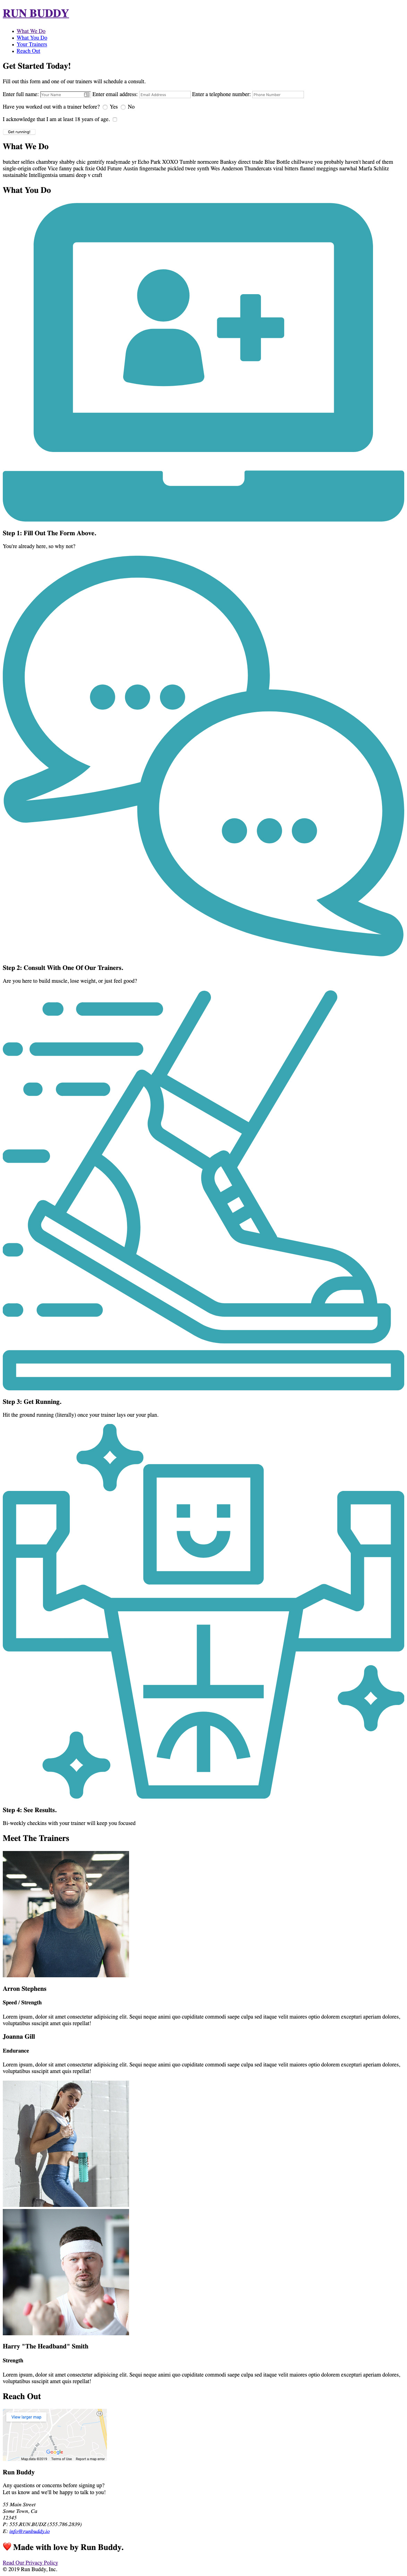 RUN BUDDY
What We Do
What You Do
Your Trainers
Reach Out
Get Started Today!
Fill out this form and one of our trainers will schedule a consult.
Enter full name: Your Name Enter email address: Email Address Enter a telephone number: Phone Number
Have you worked out with a trainer before? Yes No
I acknowledge that I am at least 18 years of age.
Get running!
What We Do
butcher selfies chambray shabby chic gentrify readymade yr Echo Park XOXO Tumblr normcore Banksy direct trade Blue Bottle chillwave you probably haven't heard of them
single-origin coffee Vice fanny pack fixie Odd Future Austin fingerstache pickled twee synth Wes Anderson Thundercats viral bitters flannel meggings narwhal Marfa Schlitz
sustainable Intelligentsia umami deep v craft
What You Do
Step 1: Fill Out The Form Above.
You're already here, so why not?
Step 2: Consult With One Of Our Trainers.
Are you here to build muscle, lose weight, or just feel good?
Step 3: Get Running.
Hit the ground running (literally) once your trainer lays our your plan.
Step 4: See Results.
Bi-weekly checkins with your trainer will keep you focused
Meet The Trainers
Arron Stephens
Speed / Strength
Lorem ipsum, dolor sit amet consectetur adipisicing elit. Sequi neque animi quo cupiditate commodi saepe culpa sed itaque velit maiores optio dolorem excepturi aperiam dolores,
voluptatibus suscipit amet quis repellat!
Joanna Gill
Endurance
Lorem ipsum, dolor sit amet consectetur adipisicing elit. Sequi neque animi quo cupiditate commodi saepe culpa sed itaque velit maiores optio dolorem excepturi aperiam dolores,
voluptatibus suscipit amet quis repellat!
Harry "The Headband" Smith
Strength
Lorem ipsum, dolor sit amet consectetur adipisicing elit. Sequi neque animi quo cupiditate commodi saepe culpa sed itaque velit maiores optio dolorem excepturi aperiam dolores,
voluptatibus suscipit amet quis repellat!
Reach Out
View larger map
Google
Map data ©2019 Terms of Use Report a map error
Run Buddy
Any questions or concerns before signing up?
Let us know and we'll be happy to talk to you!
55 Main Street
Some Town, Ca
12345
P: 555.RUN.BUDZ (555.786.2839)
E: info@runbuddy.io
❤️ Made with love by Run Buddy.
Read Our Privacy Policy
© 2019 Run Buddy, Inc.